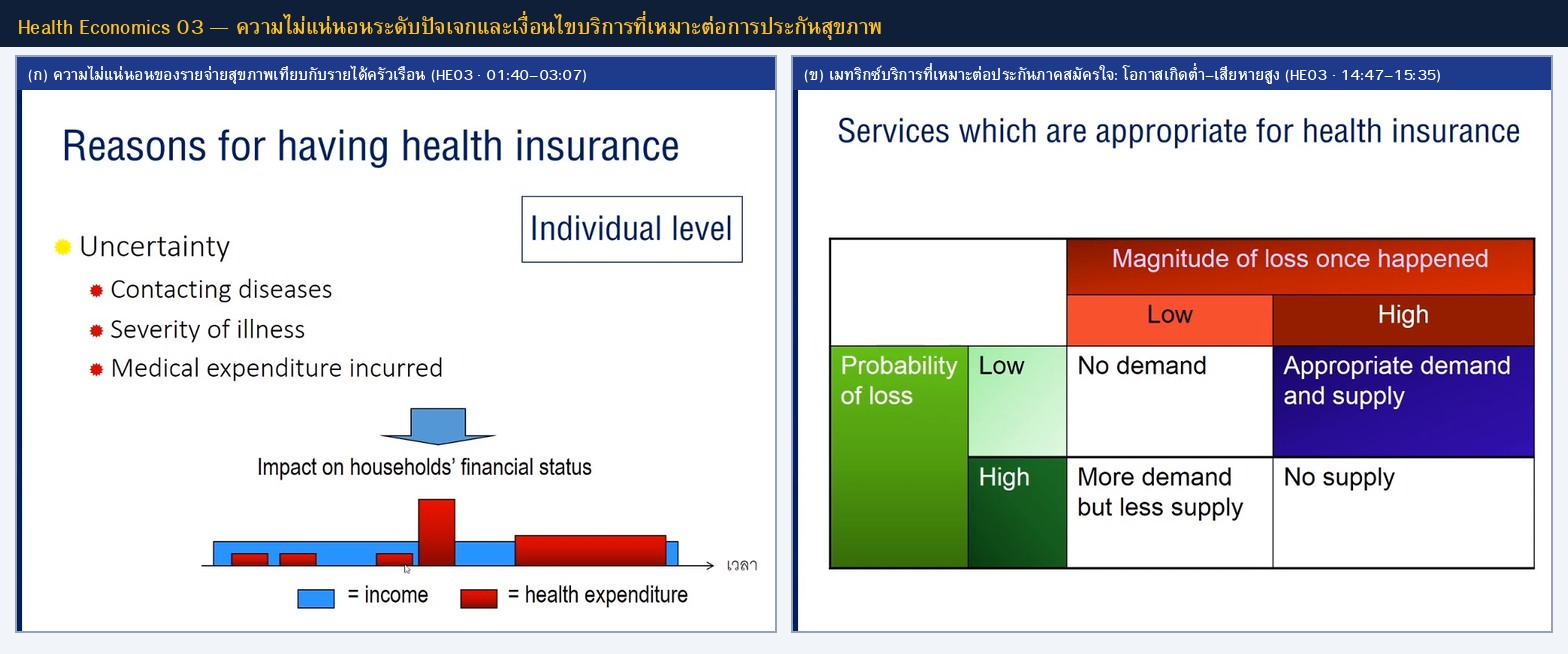 Health Economics 03 — ความไม่แน่นอนระดับปัจเจกและเงื่อนไขบริการที่เหมาะต่อการประกันสุขภาพ
(ก) ความไม่แน่นอนของรายจ่ายสุขภาพเทียบกับรายได้ครัวเรือน (HE03 · 01:40–03:07)
Reasons for having health insurance
Individual level
Uncertainty
Contacting diseases
Severity of illness
Medical expenditure incurred
Impact on households' financial status
เวลา
= income
= health expenditure
(ข) เมทริกซ์บริการที่เหมาะต่อประกันภาคสมัครใจ: โอกาสเกิดต่ำ–เสียหายสูง (HE03 · 14:47–15:35)
Services which are appropriate for health insurance
Magnitude of loss once happened
Low
High
Probability
of loss
Low
No demand
Appropriate demand
and supply
High
More demand
but less supply
No supply